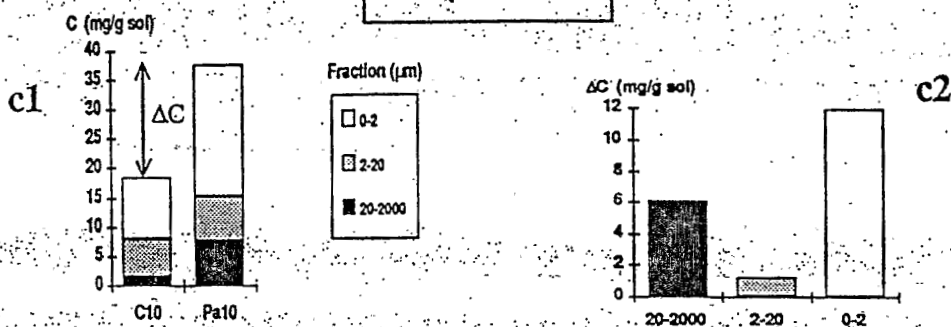 c1
C (mg/g sol)
40
35
30
25
20
15
10
5
0
ΔC
C10 Pa10
Fraction (µm)
0-2
2-20
20-2000
c2
ΔC (mg/g sol)
12
10
8
6
4
2
0
20-2000 2-20 0-2